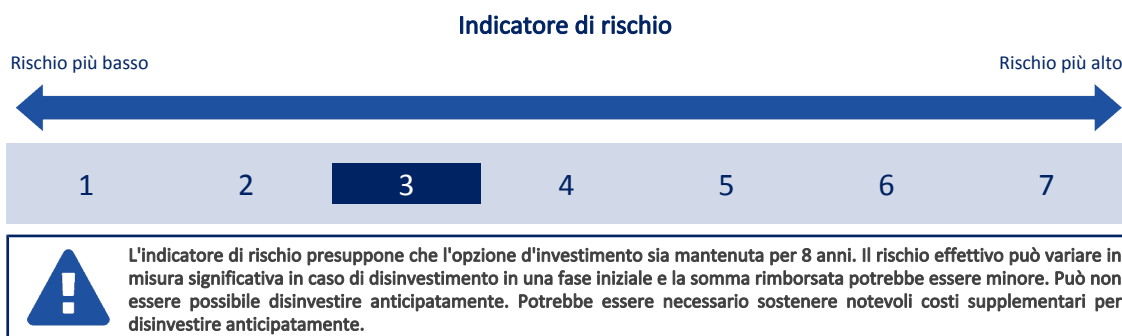 Indicatore di rischio
Rischio più basso
Rischio più alto
1 2 3 4 5 6 7
L'indicatore di rischio presuppone che l'opzione d'investimento sia mantenuta per 8 anni. Il rischio effettivo può variare in
misura significativa in caso di disinvestimento in una fase iniziale e la somma rimborsata potrebbe essere minore. Può non
essere possibile disinvestire anticipatamente. Potrebbe essere necessario sostenere notevoli costi supplementari per
disinvestire anticipatamente.